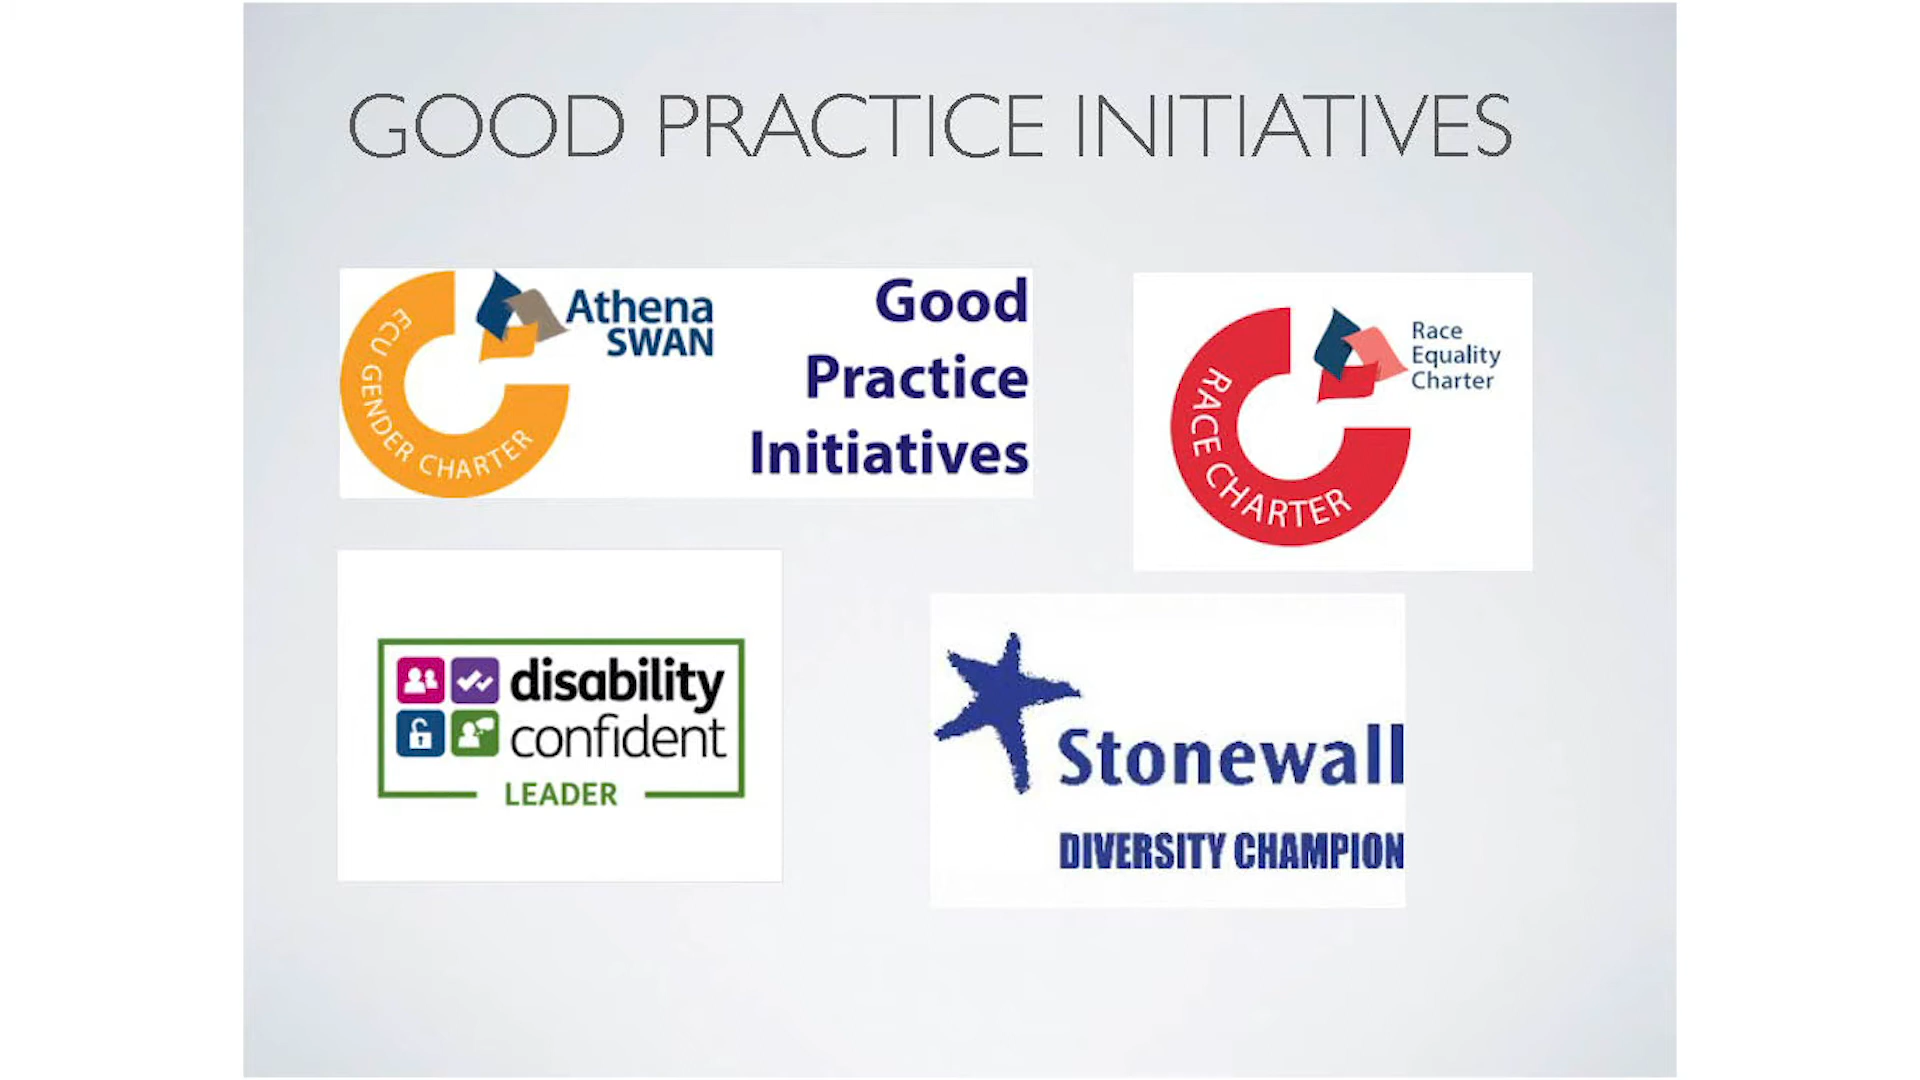 GOOD PRACTICE INITIATIVES
ECU GENDER CHARTER
Athena
SWAN
Good
Practice
Initiatives
RACE CHARTER
Race
Equality
Charter
disability
confident
LEADER
Stonewall
DIVERSITY CHAMPION